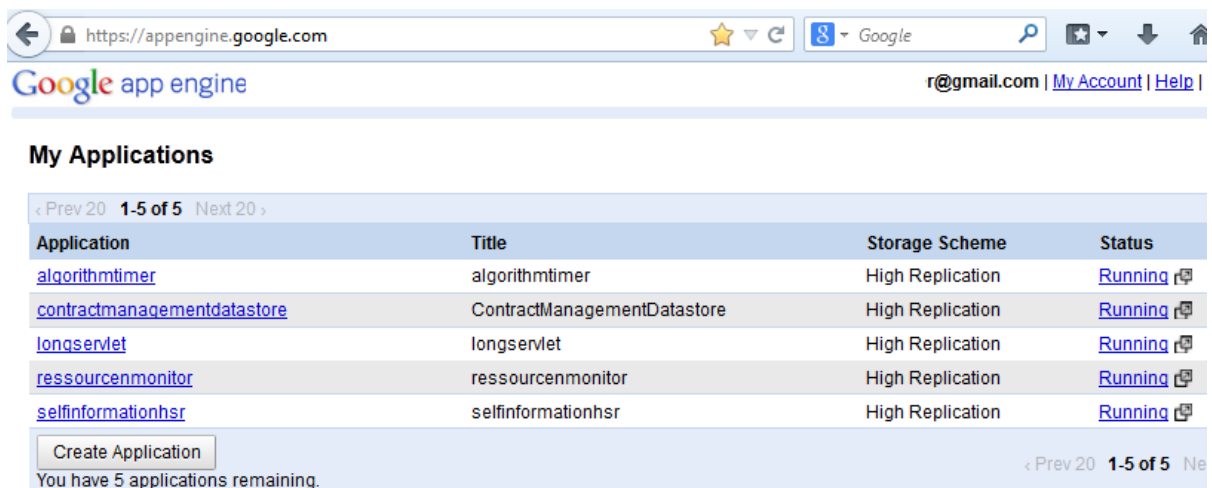 https://appengine.google.com 8 Google
Google app engine r@gmail.com | My Account | Help |
My Applications
‹ Prev 20 1-5 of 5 Next 20 ›
Application Title Storage Scheme Status
algorithmtimer algorithmtimer High Replication Running
contractmanagementdatastore ContractManagementDatastore High Replication Running
longservlet longservlet High Replication Running
ressourcenmonitor ressourcenmonitor High Replication Running
selfinformationhsr selfinformationhsr High Replication Running
Create Application
‹ Prev 20 1-5 of 5 Ne
You have 5 applications remaining.